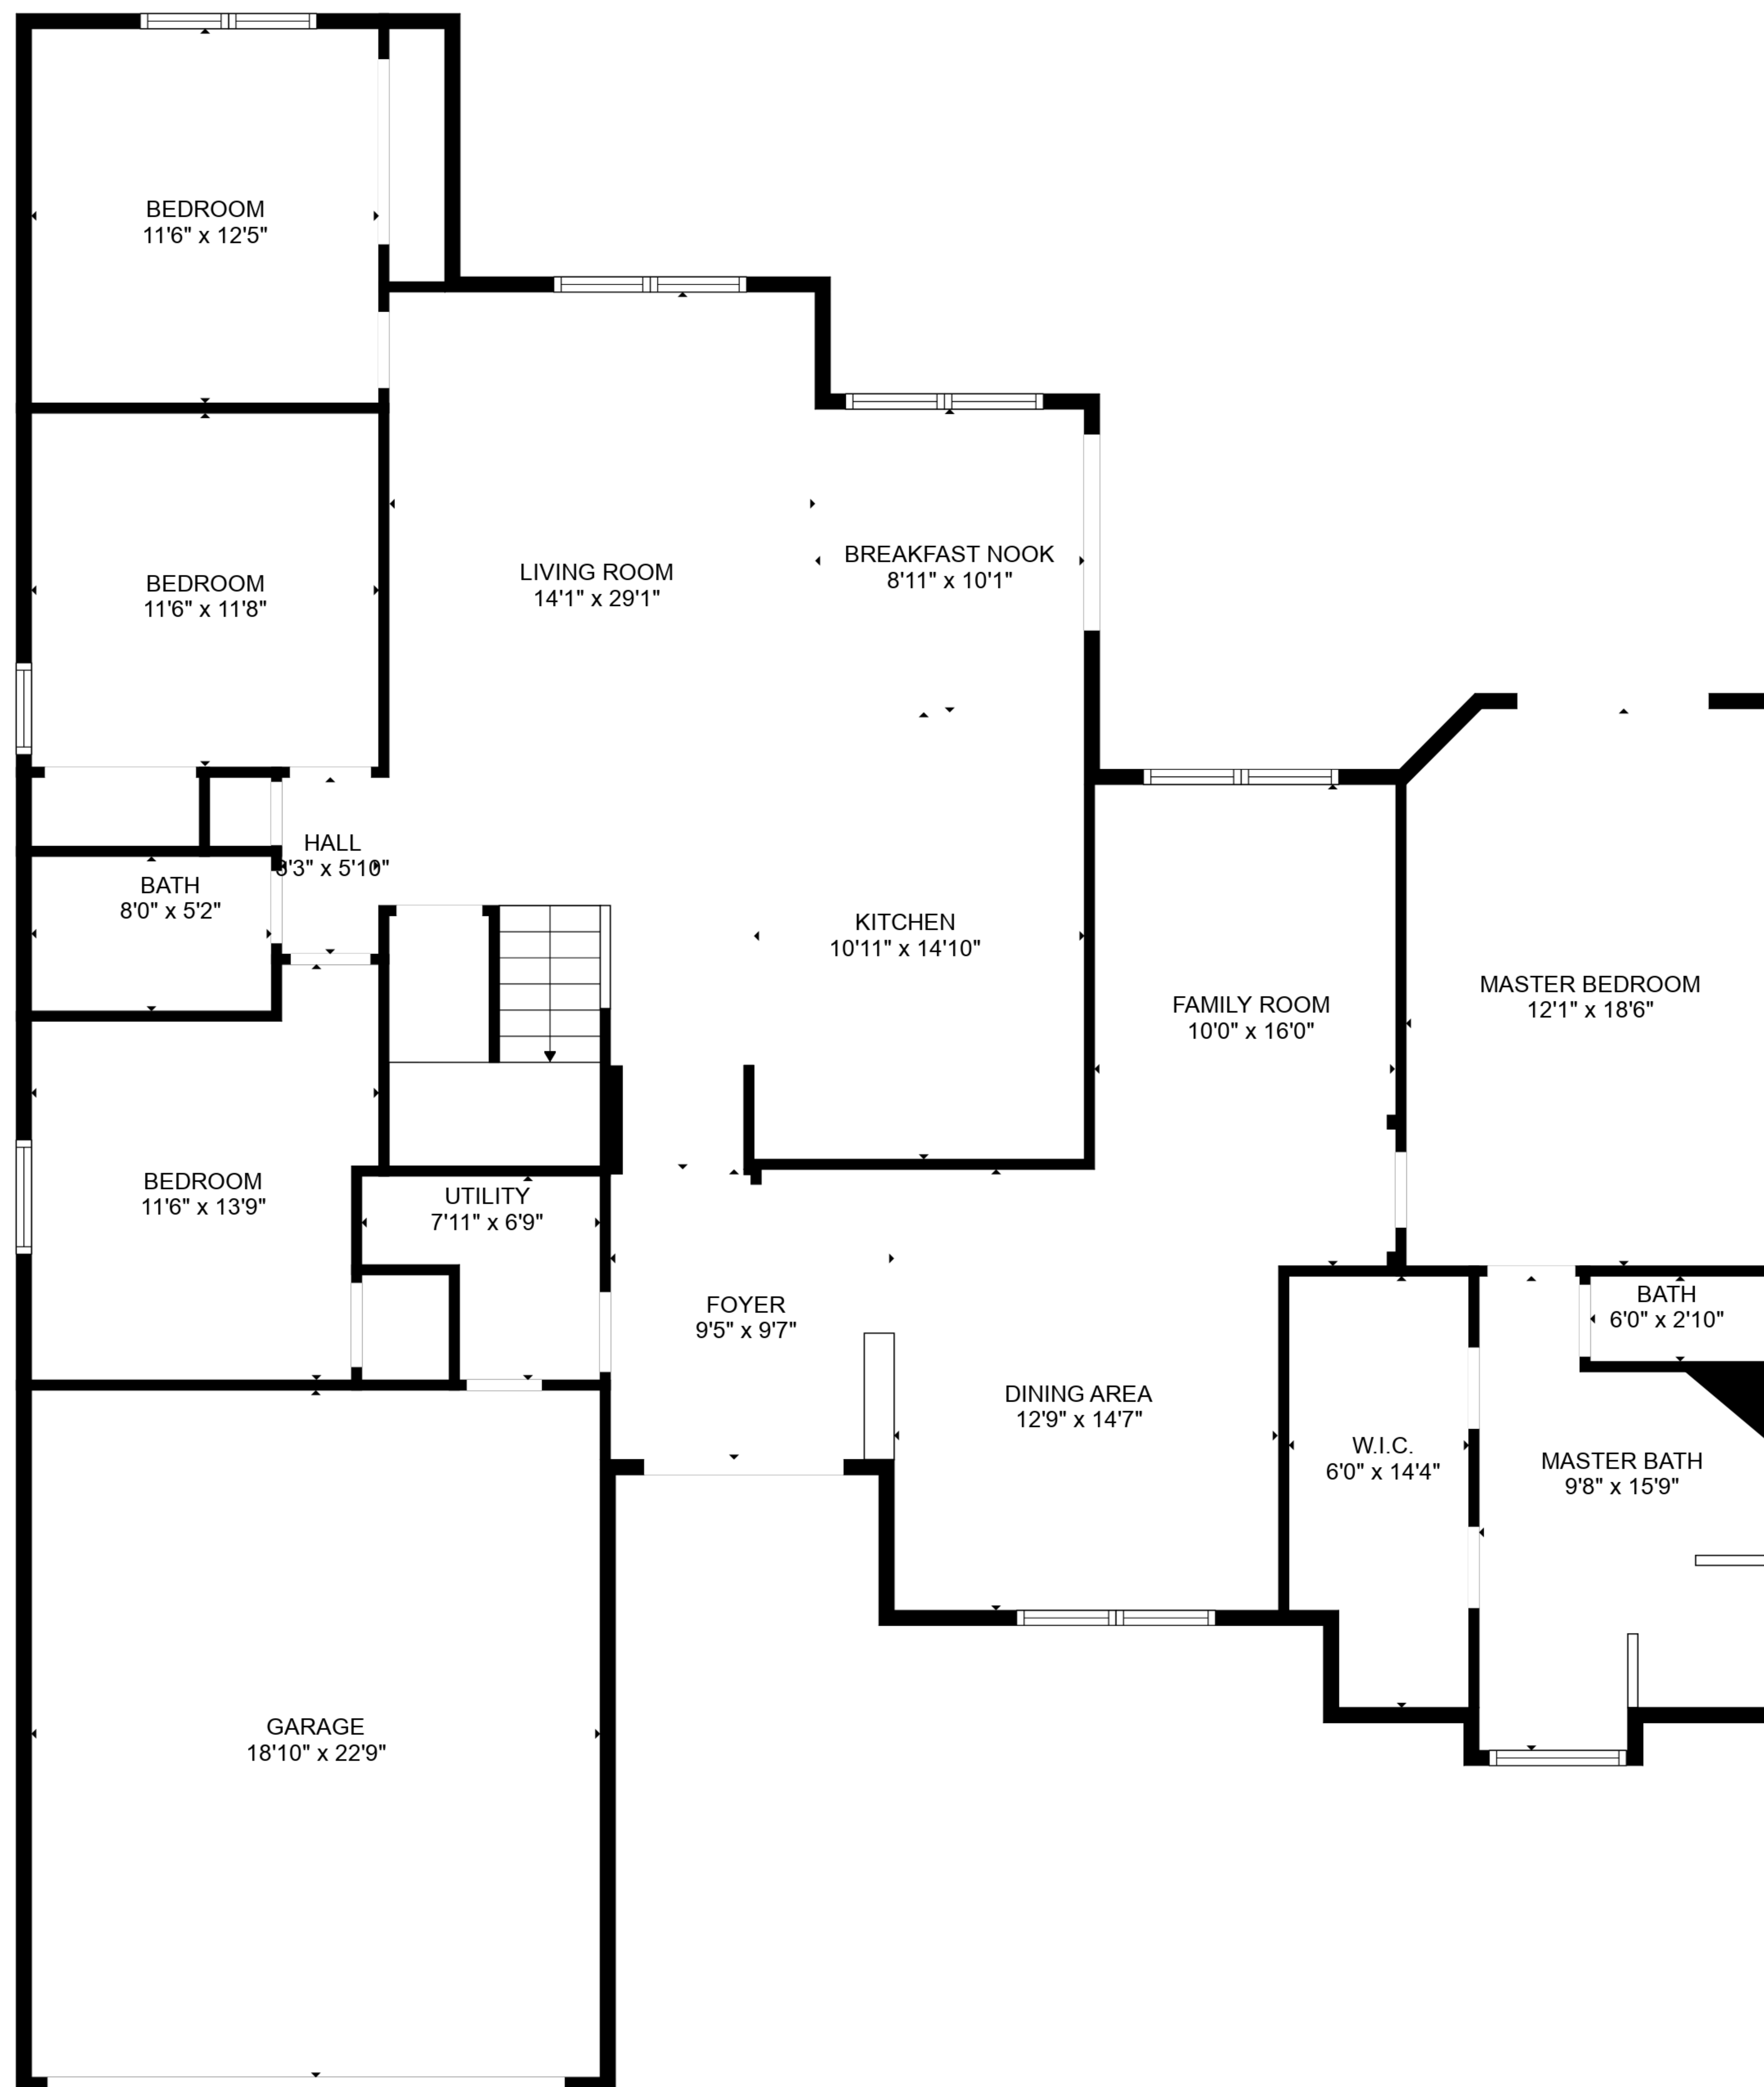 BEDROOM
11'6" x 12'5"
BEDROOM
11'6" x 11'8"
LIVING ROOM
14'1" x 29'1"
BREAKFAST NOOK
8'11" x 10'1"
HALL
x 5'10"
BATH
8'0" x 5'2"
KITCHEN
10'11" x 14'10"
FAMILY ROOM
10'0" x 16'0"
MASTER BEDROOM
12'1" x 18'6"
BEDROOM
11'6" x 13'9"
UTILITY
7'11" x 6'9"
FOYER
9'5" x 9'7"
BATH
6'0" x 2'10"
DINING AREA
12'9" x 14'7"
W.I.C.
6'0" x 14'4"
MASTER BATH
9'8" x 15'9"
GARAGE
18'10" x 22'9"